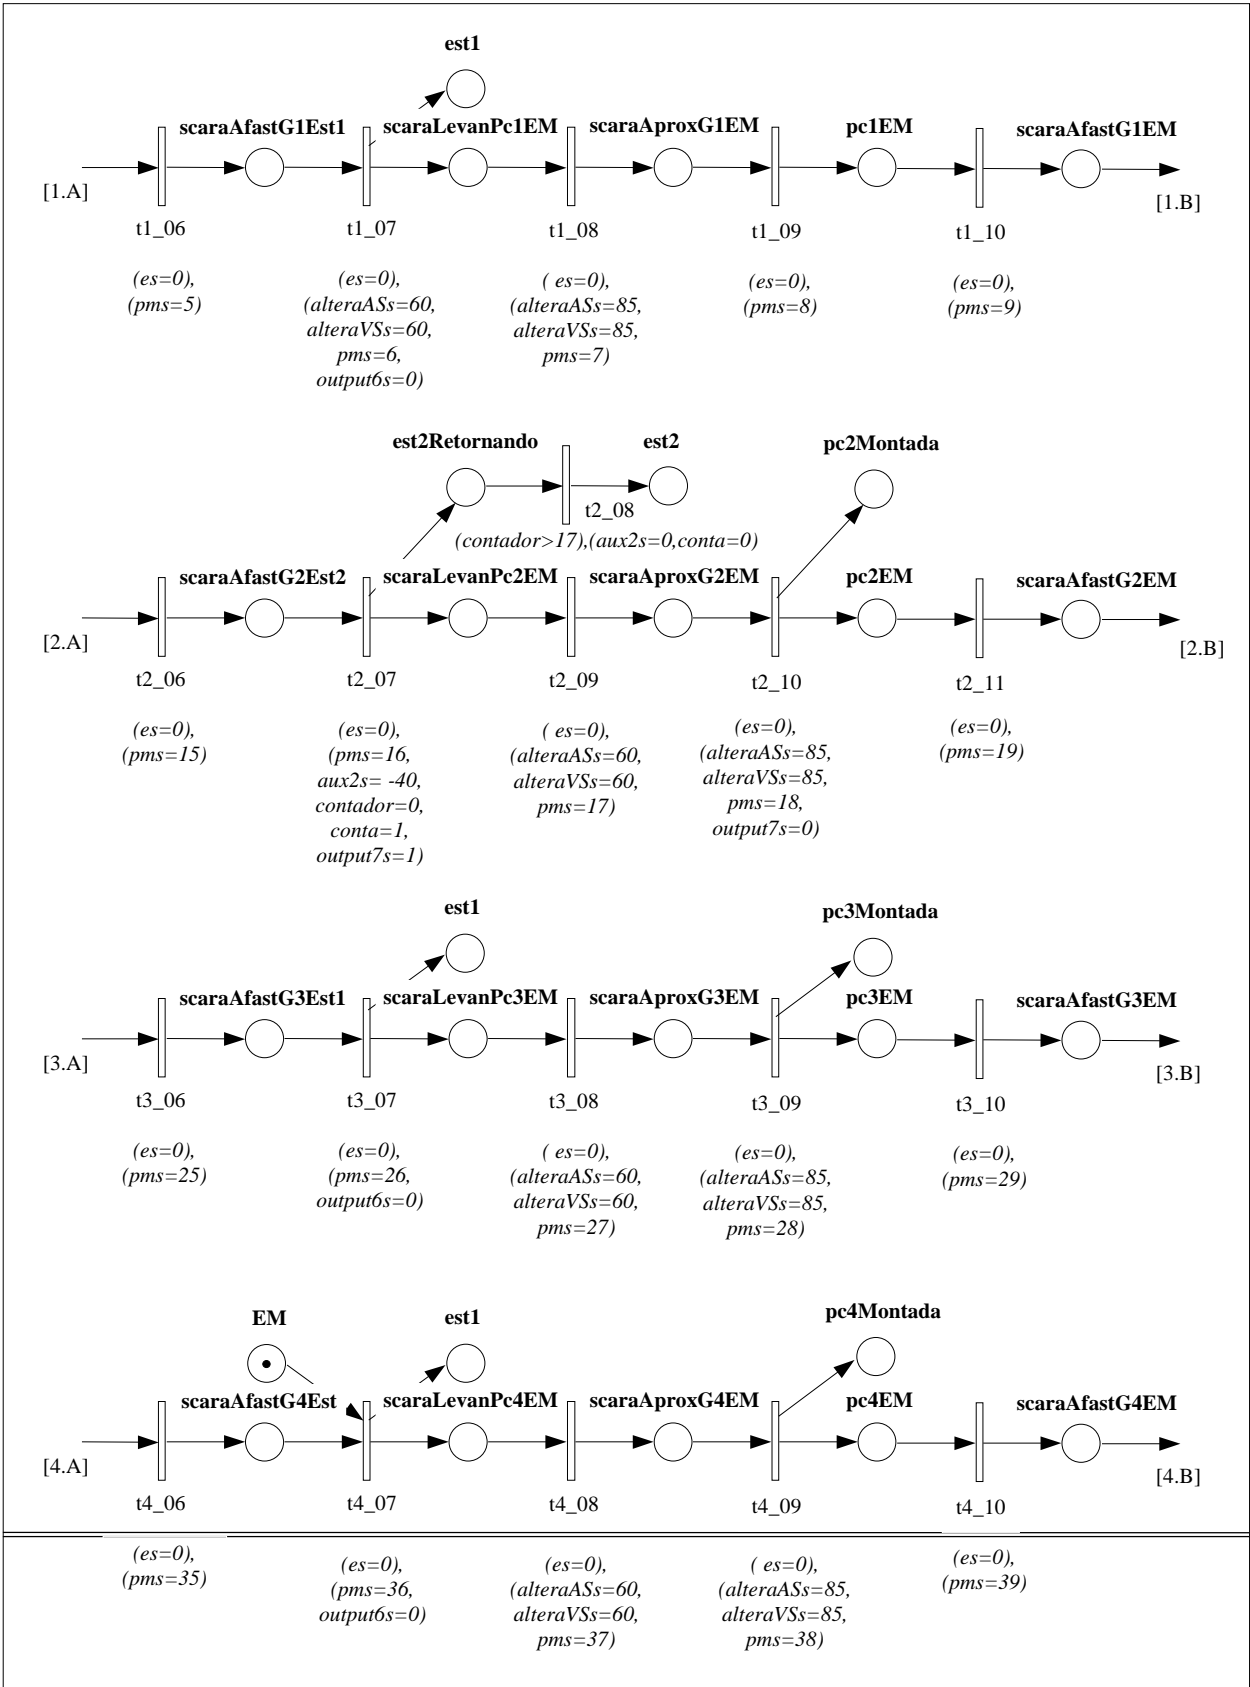 est1
scaraAfastG1Est1 scaraLevanPc1EM scaraAproxG1EM pc1EM scaraAfastG1EM
[1.A] [1.B]
t1_06 t1_07 t1_08 t1_09 t1_10
(es=0), (es=0), ( es=0), (es=0), (es=0),
(pms=5) (alteraASs=60, (alteraASs=85, (pms=8) (pms=9)
alteraVSs=60, alteraVSs=85,
pms=6, pms=7)
output6s=0)
est2Retornando est2 pc2Montada
t2_08
(contador>17),(aux2s=0,conta=0)
scaraAfastG2Est2 scaraLevanPc2EM scaraAproxG2EM pc2EM scaraAfastG2EM
[2.A] [2.B]
t2_06 t2_07 t2_09 t2_10 t2_11
(es=0), (es=0), ( es=0), (es=0), (es=0),
(pms=15) (pms=16, (alteraASs=60, (alteraASs=85, (pms=19)
aux2s= -40, alteraVSs=60, alteraVSs=85,
contador=0, pms=17) pms=18,
conta=1, output7s=0)
output7s=1)
est1 pc3Montada
scaraAfastG3Est1 scaraLevanPc3EM scaraAproxG3EM pc3EM scaraAfastG3EM
[3.A] [3.B]
t3_06 t3_07 t3_08 t3_09 t3_10
(es=0), (es=0), ( es=0), (es=0), (es=0),
(pms=25) (pms=26, (alteraASs=60, (alteraASs=85, (pms=29)
output6s=0) alteraVSs=60, alteraVSs=85,
pms=27) pms=28)
EM est1 pc4Montada
scaraAfastG4Est scaraLevanPc4EM scaraAproxG4EM pc4EM scaraAfastG4EM
[4.A] [4.B]
t4_06 t4_07 t4_08 t4_09 t4_10
(es=0), (es=0), (es=0), ( es=0), (es=0),
(pms=35) (pms=36, (alteraASs=60, (alteraASs=85, (pms=39)
output6s=0) alteraVSs=60, alteraVSs=85,
pms=37) pms=38)